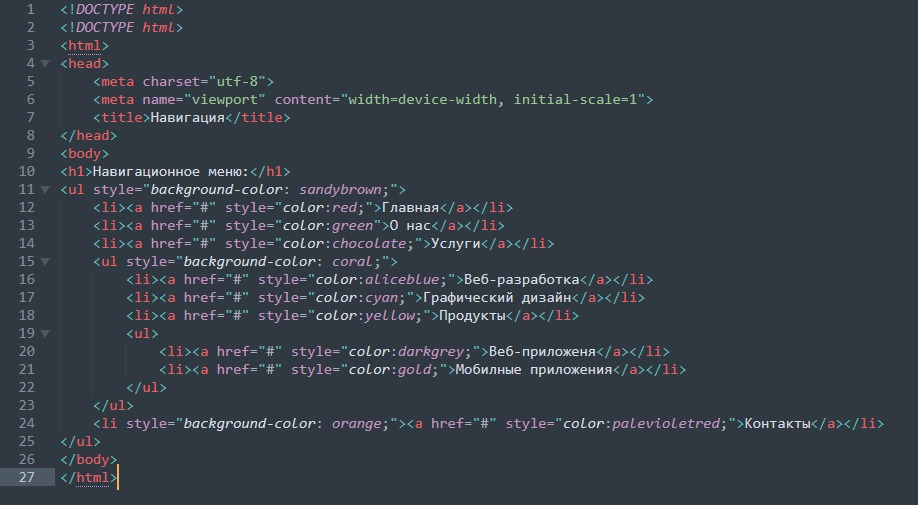 1 <!DOCTYPE html>
2 <!DOCTYPE html>
3 <html>
4 <head>
5     <meta charset="utf-8">
6     <meta name="viewport" content="width=device-width, initial-scale=1">
7     <title>Навигация</title>
8 </head>
9 <body>
10 <h1>Навигационное меню:</h1>
11 <ul style="background-color: sandybrown;">
12     <li><a href="#" style="color:red;">Главная</a></li>
13     <li><a href="#" style="color:green">О нас</a></li>
14     <li><a href="#" style="color:chocolate;">Услуги</a></li>
15     <ul style="background-color: coral;">
16         <li><a href="#" style="color:aliceblue;">Веб-разработка</a></li>
17         <li><a href="#" style="color:cyan;">Графический дизайн</a></li>
18         <li><a href="#" style="color:yellow;">Продукты</a></li>
19         <ul>
20             <li><a href="#" style="color:darkgrey;">Веб-приложеня</a></li>
21             <li><a href="#" style="color:gold;">Мобилные приложения</a></li>
22         </ul>
23     </ul>
24     <li style="background-color: orange;"><a href="#" style="color:palevioletred;">Контакты</a></li>
25 </ul>
26 </body>
27 </html>